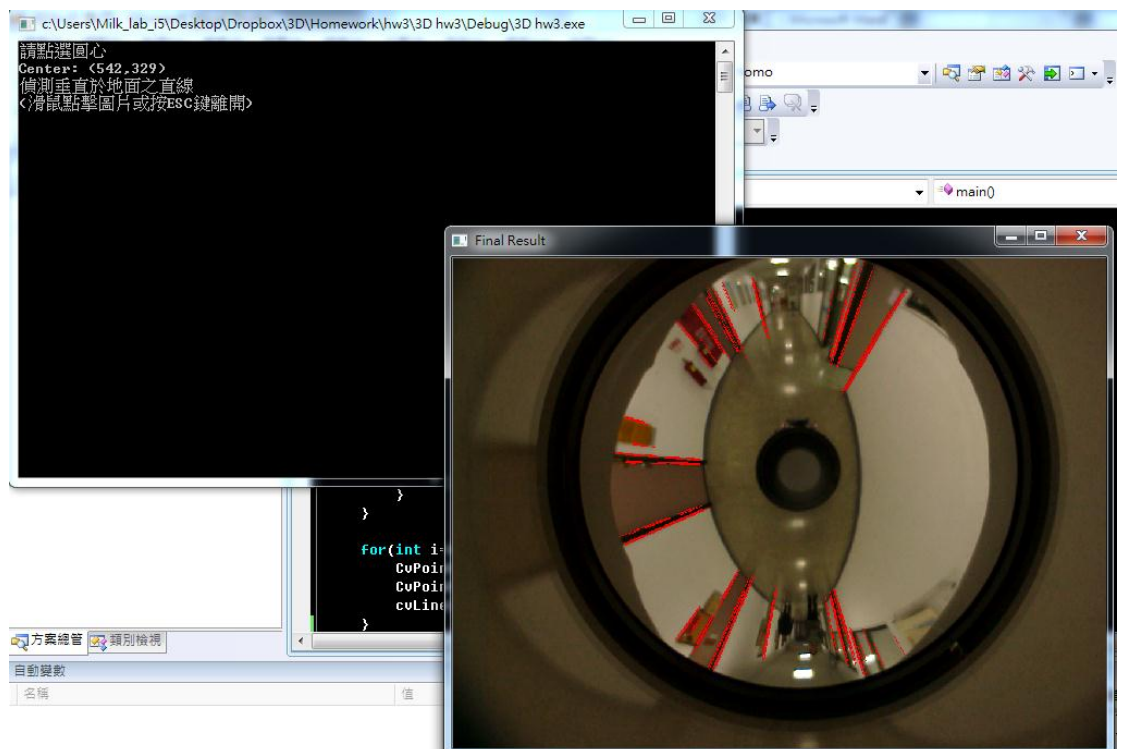 c:\Users\Milk_lab_i5\Desktop\Dropbox\3D\Homework\hw3\3D hw3\Debug\3D hw3.exe
請點選圓心
Center: (542,329)
偵測垂直於地面之直線
(滑鼠點擊圖片或按ESC鍵離開)
omo
main()
Final Result
}
}
for(int i=
CvPoin
CvPoin
cvLine
}
方案總管
類別檢視
自動變數
名稱
值